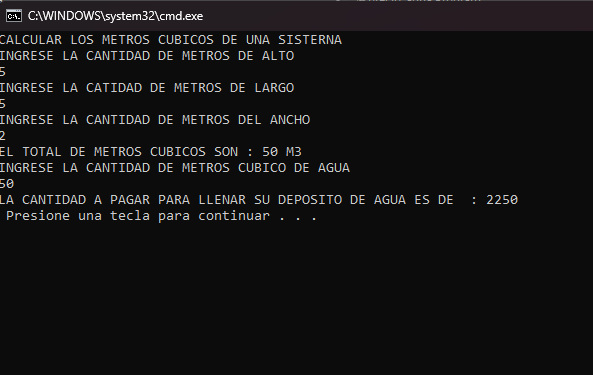 C:\WINDOWS\system32\cmd.exe
CALCULAR LOS METROS CUBICOS DE UNA SISTERNA
INGRESE LA CANTIDAD DE METROS DE ALTO
5
INGRESE LA CATIDAD DE METROS DE LARGO
5
INGRESE LA CANTIDAD DE METROS DEL ANCHO
2
EL TOTAL DE METROS CUBICOS SON : 50 M3
INGRESE LA CANTIDAD DE METROS CUBICO DE AGUA
50
LA CANTIDAD A PAGAR PARA LLENAR SU DEPOSITO DE AGUA ES DE  : 2250
Presione una tecla para continuar . . .